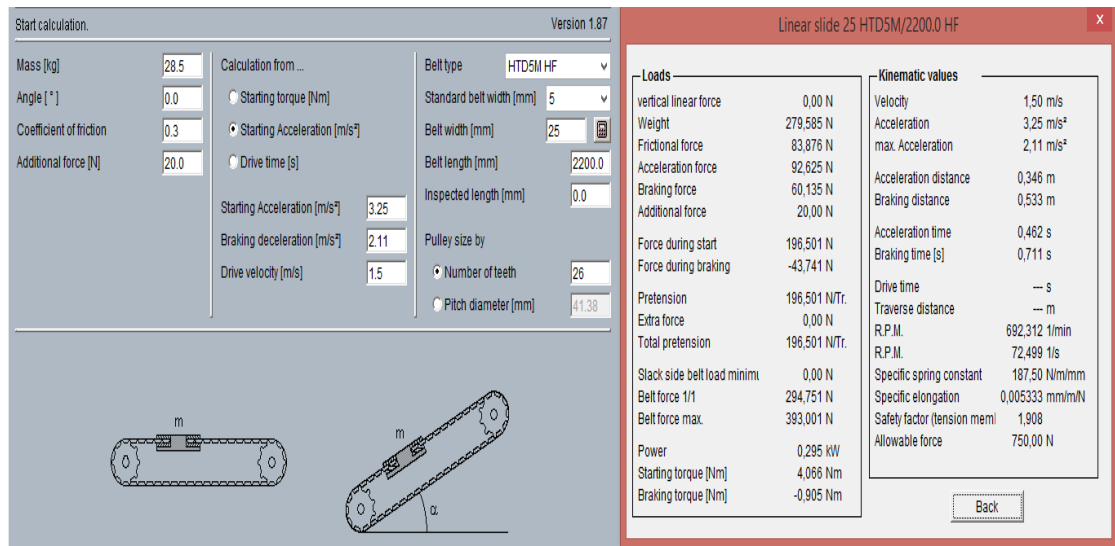 Start calculation. Version 1.87
Mass [kg] 28.5
Angle [ ° ] 0.0
Coefficient of friction 0.3
Additional force [N] 20.0
Calculation from ...
Starting torque [Nm]
Starting Acceleration [m/s²]
Drive time [s]
Starting Acceleration [m/s²] 3.25
Braking deceleration [m/s²] 2.11
Drive velocity [m/s] 1.5
Belt type HTD5M HF
Standard belt width [mm] 5
Belt width [mm] 25
Belt length [mm] 2200.0
Inspected length [mm] 0.0
Pulley size by
Number of teeth 26
Pitch diameter [mm] 41.38
m
m
α
Linear slide 25 HTD5M/2200.0 HF x
Loads
vertical linear force 0,00 N
Weight 279,585 N
Frictional force 83,876 N
Acceleration force 92,625 N
Braking force 60,135 N
Additional force 20,00 N
Force during start 196,501 N
Force during braking -43,741 N
Pretension 196,501 N/Tr.
Extra force 0,00 N
Total pretension 196,501 N/Tr.
Slack side belt load minimu 0,00 N
Belt force 1/1 294,751 N
Belt force max. 393,001 N
Power 0,295 kW
Starting torque [Nm] 4,066 Nm
Braking torque [Nm] -0,905 Nm
Kinematic values
Velocity 1,50 m/s
Acceleration 3,25 m/s²
max. Acceleration 2,11 m/s²
Acceleration distance 0,346 m
Braking distance 0,533 m
Acceleration time 0,462 s
Braking time [s] 0,711 s
Drive time --- s
Traverse distance --- m
R.P.M. 692,312 1/min
R.P.M. 72,499 1/s
Specific spring constant 187,50 N/m/mm
Specific elongation 0,005333 mm/m/N
Safety factor (tension meml 1,908
Allowable force 750,00 N
Back